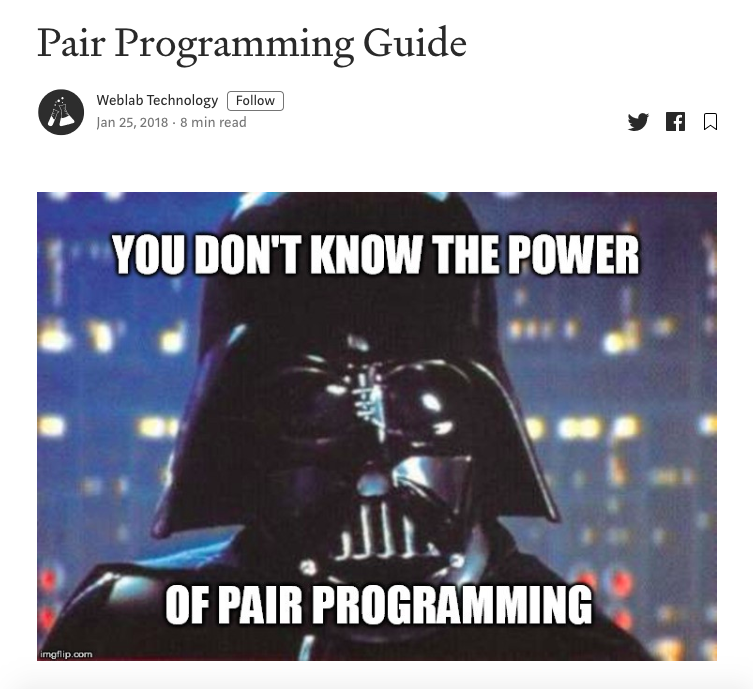 Pair Programming Guide
Weblab Technology Follow
Jan 25, 2018 · 8 min read
YOU DON'T KNOW THE POWER
OF PAIR PROGRAMMING
imgflip.com